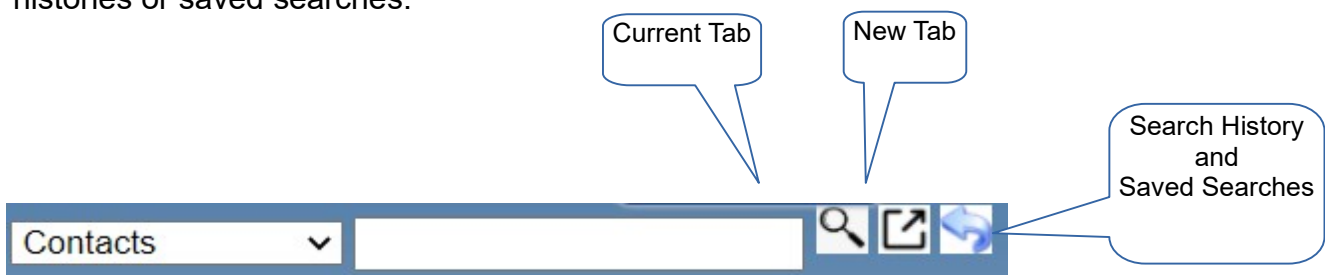 histories or saved searches.
Current Tab
New Tab
Search History
and
Saved Searches
Contacts